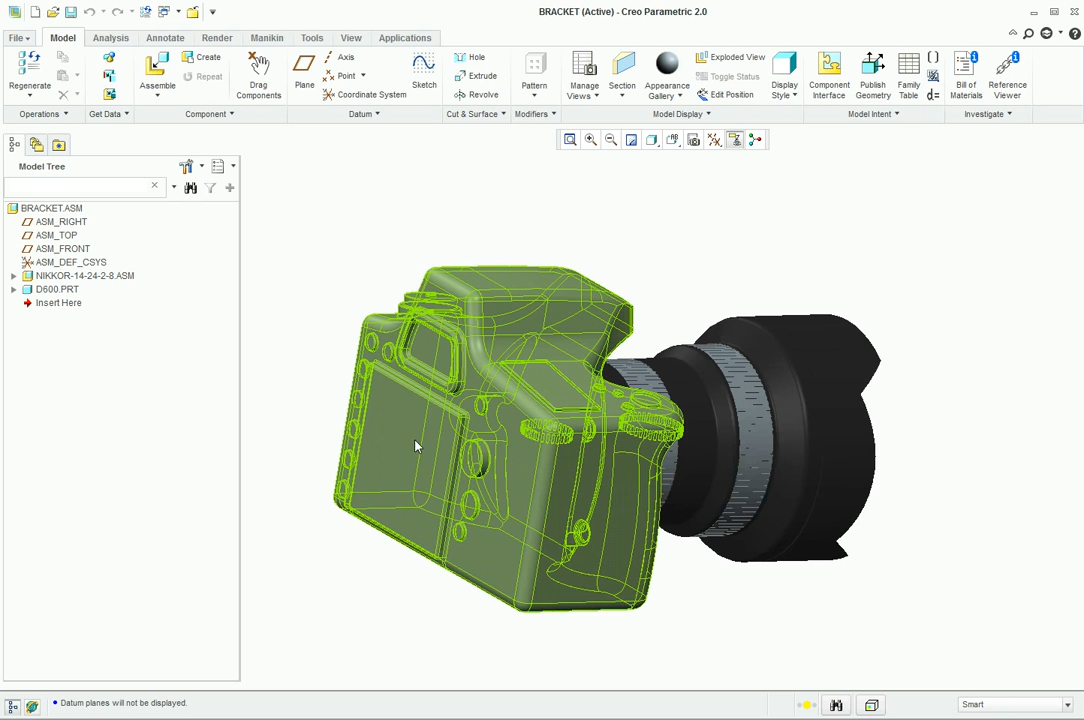 BRACKET (Active) - Creo Parametric 2.0
File Model Analysis Annotate Render Manikin Tools View Applications
Regenerate
Operations
Get Data
Assemble
Create
Repeat
Drag Components
Component
Plane
Axis
Point
Coordinate System
Sketch
Datum
Hole
Extrude
Revolve
Cut & Surface
Pattern
Modifiers
Manage Views
Section
Appearance Gallery
Exploded View
Toggle Status
Edit Position
Display Style
Model Display
Component Interface
Publish Geometry
Family Table
d=
Model Intent
Bill of Materials
Reference Viewer
Investigate
Model Tree
BRACKET.ASM
ASM_RIGHT
ASM_TOP
ASM_FRONT
ASM_DEF_CSYS
NIKKOR-14-24-2-8.ASM
D600.PRT
Insert Here
• Datum planes will not be displayed.
Smart